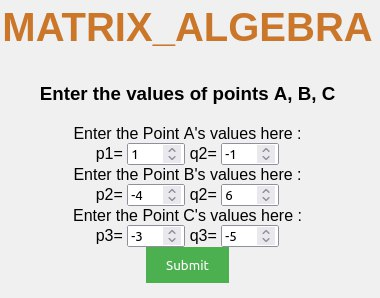 MATRIX_ALGEBRA
Enter the values of points A, B, C
Enter the Point A's values here :
p1= 1 q2= -1
Enter the Point B's values here :
p2= -4 q2= 6
Enter the Point C's values here :
p3= -3 q3= -5
Submit